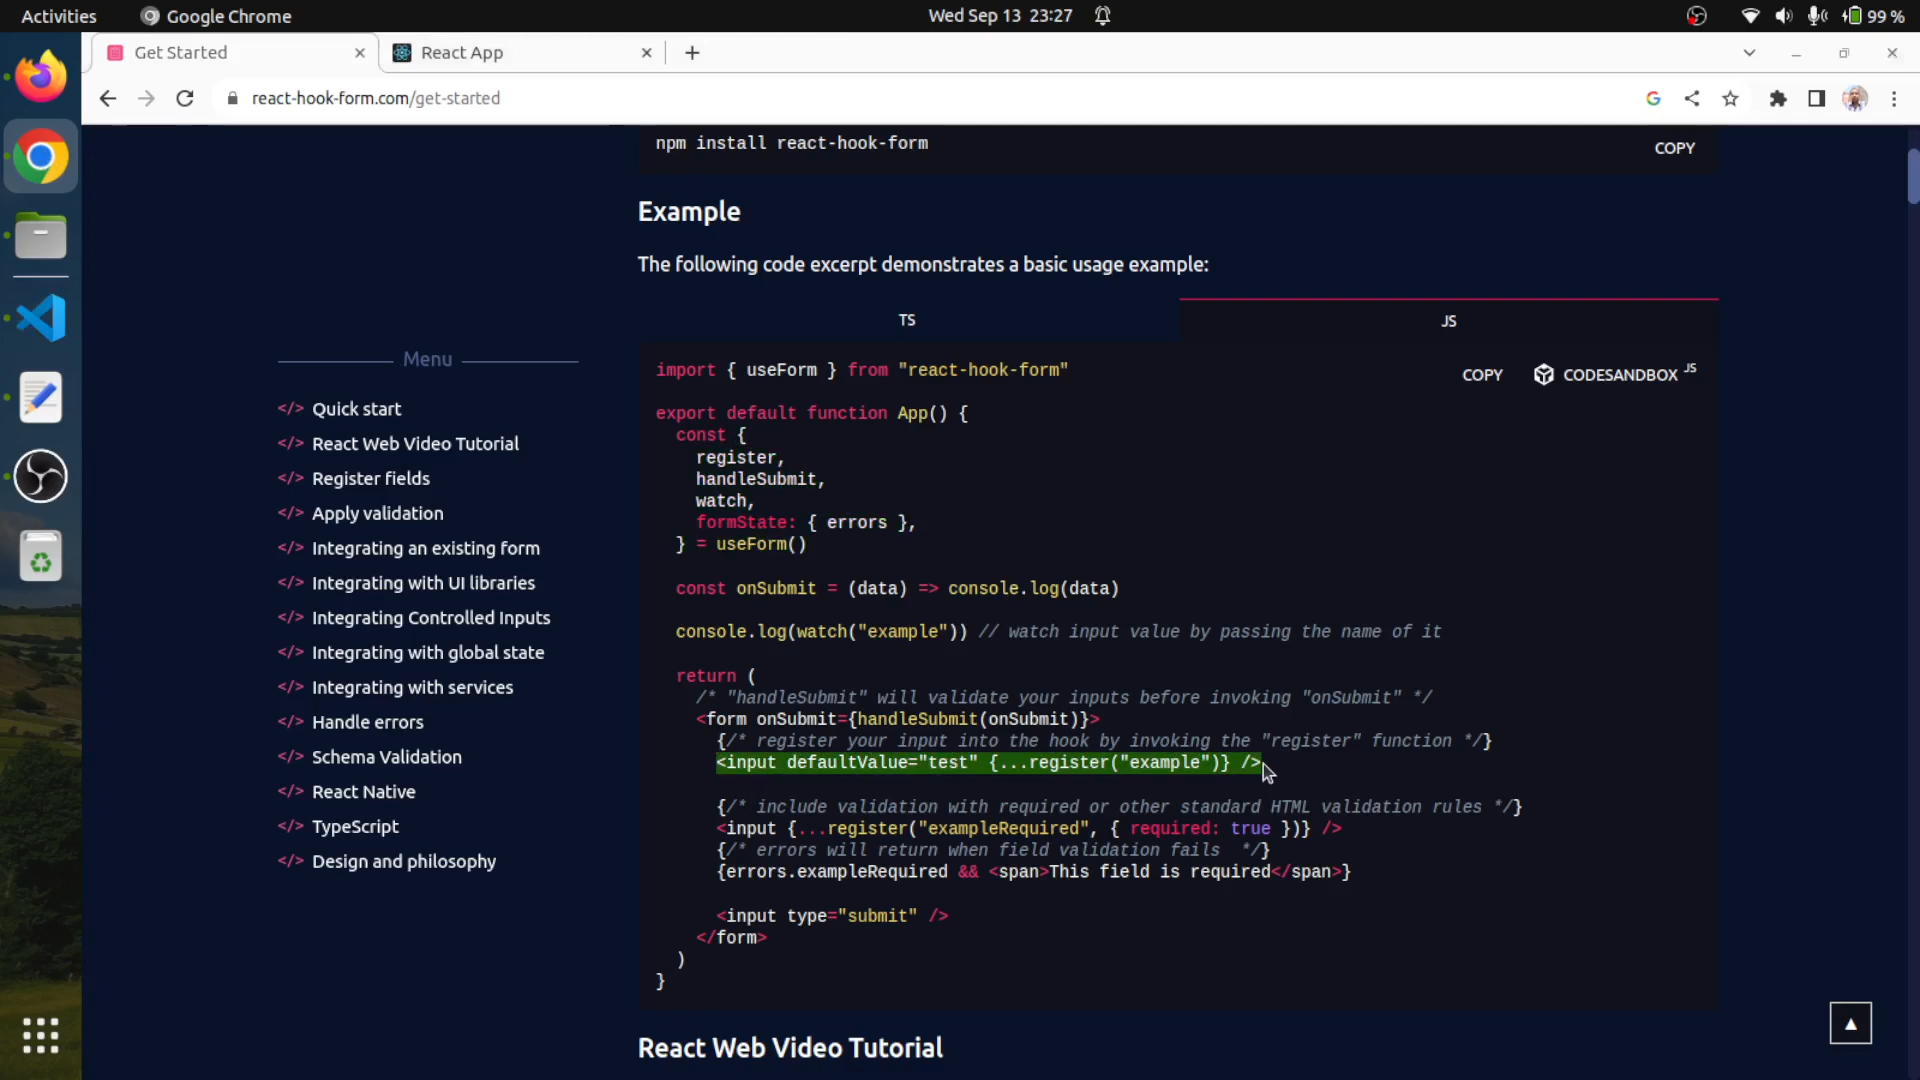 Activities
Google Chrome
Wed Sep 13 23:27
99 %
Get Started
React App
react-hook-form.com/get-started
npm install react-hook-form
COPY
Example
The following code excerpt demonstrates a basic usage example:
TS
JS
Menu
</> Quick start
</> React Web Video Tutorial
</> Register fields
</> Apply validation
</> Integrating an existing form
</> Integrating with UI libraries
</> Integrating Controlled Inputs
</> Integrating with global state
</> Integrating with services
</> Handle errors
</> Schema Validation
</> React Native
</> TypeScript
</> Design and philosophy
COPY
CODESANDBOX JS
import { useForm } from "react-hook-form"
export default function App() {
const {
register,
handleSubmit,
watch,
formState: { errors },
} = useForm()
const onSubmit = (data) => console.log(data)
console.log(watch("example")) // watch input value by passing the name of it
return (
/* "handleSubmit" will validate your inputs before invoking "onSubmit" */
<form onSubmit={handleSubmit(onSubmit)}>
{/* register your input into the hook by invoking the "register" function */}
<input defaultValue="test" {...register("example")} />
{/* include validation with required or other standard HTML validation rules */}
<input {...register("exampleRequired", { required: true })} />
{/* errors will return when field validation fails  */}
{errors.exampleRequired && <span>This field is required</span>}
<input type="submit" />
</form>
)
}
React Web Video Tutorial